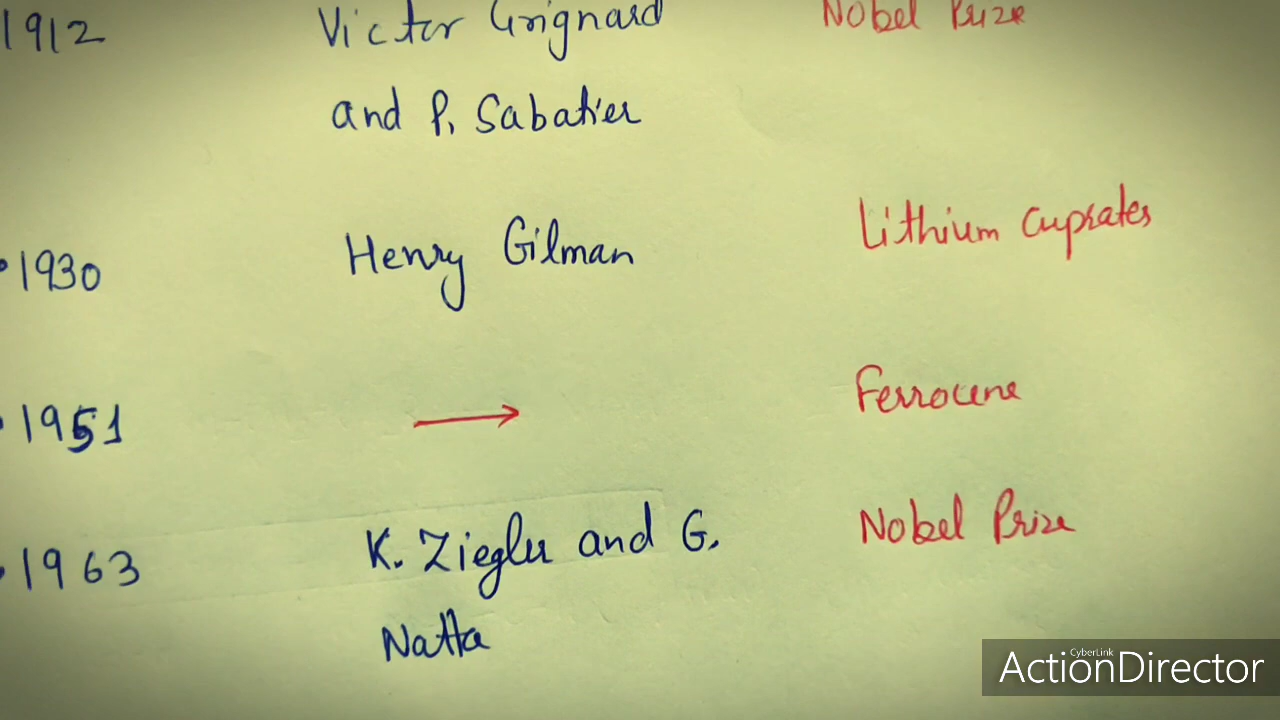 1912 Victor Grignard Nobel Prize
and P. Sabatier
Lithium Cuprates
• 1930 Henry Gilman
• 1951 → Ferrocene
• 1963 K. Ziegler and G. Nobel Prize
Natta
CyberLink
ActionDirector